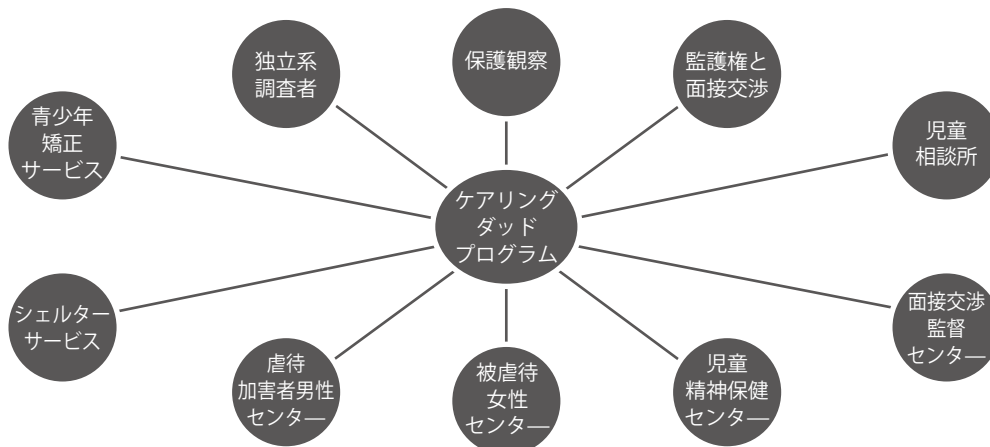 保護観察
独立系
調査者
監護権と
面接交渉
青少年
矯正
サービス
児童
相談所
ケアリング
ダッド
プログラム
シェルター
サービス
面接交渉
監督
センター
虐待
加害者男性
センター
被虐待
女性
センター
児童
精神保健
センター